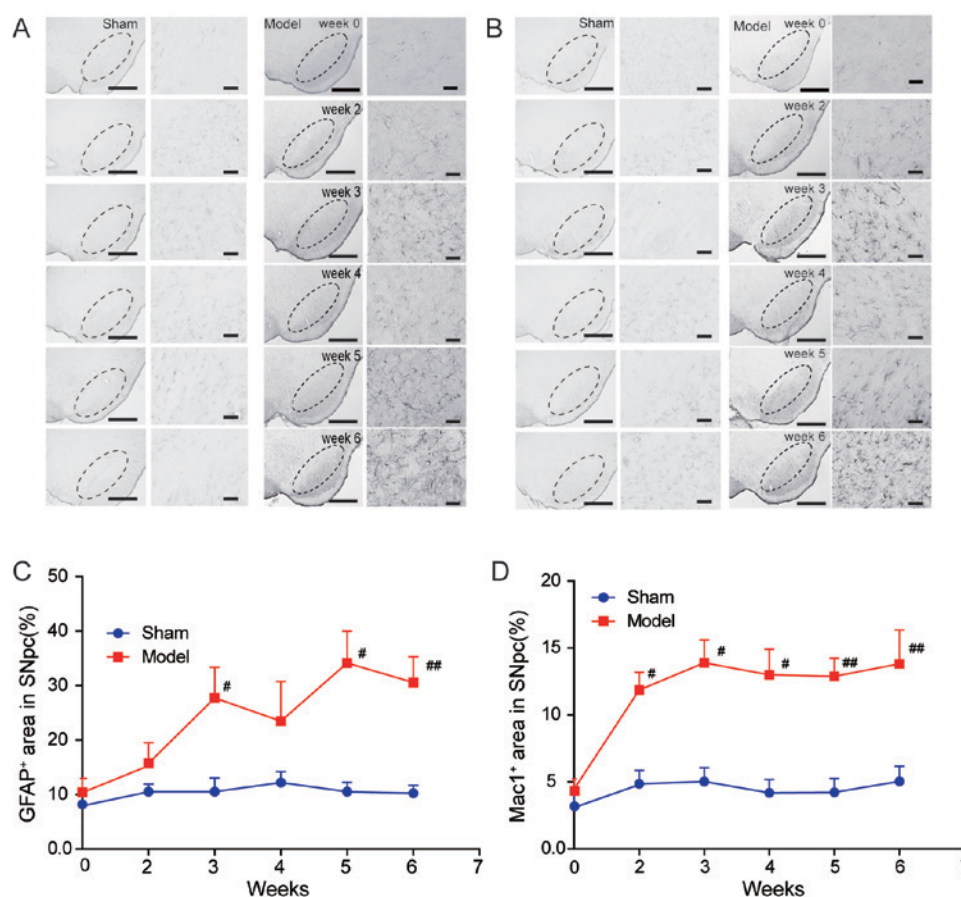 A
Sham
Model
week 0
week 2
week 3
week 4
week 5
week 6
B
Sham
Model
week 0
week 2
week 3
week 4
week 5
week 6
C
GFAP+ area in SNpc(%)
50
40
30
20
10
0.0
Sham
Model
#
#
##
0 2 3 4 5 6 7
Weeks
D
Mac1+ area in SNpc(%)
20
15
10
5
0.0
Sham
Model
#
#
#
##
##
0 2 3 4 5 6
Weeks